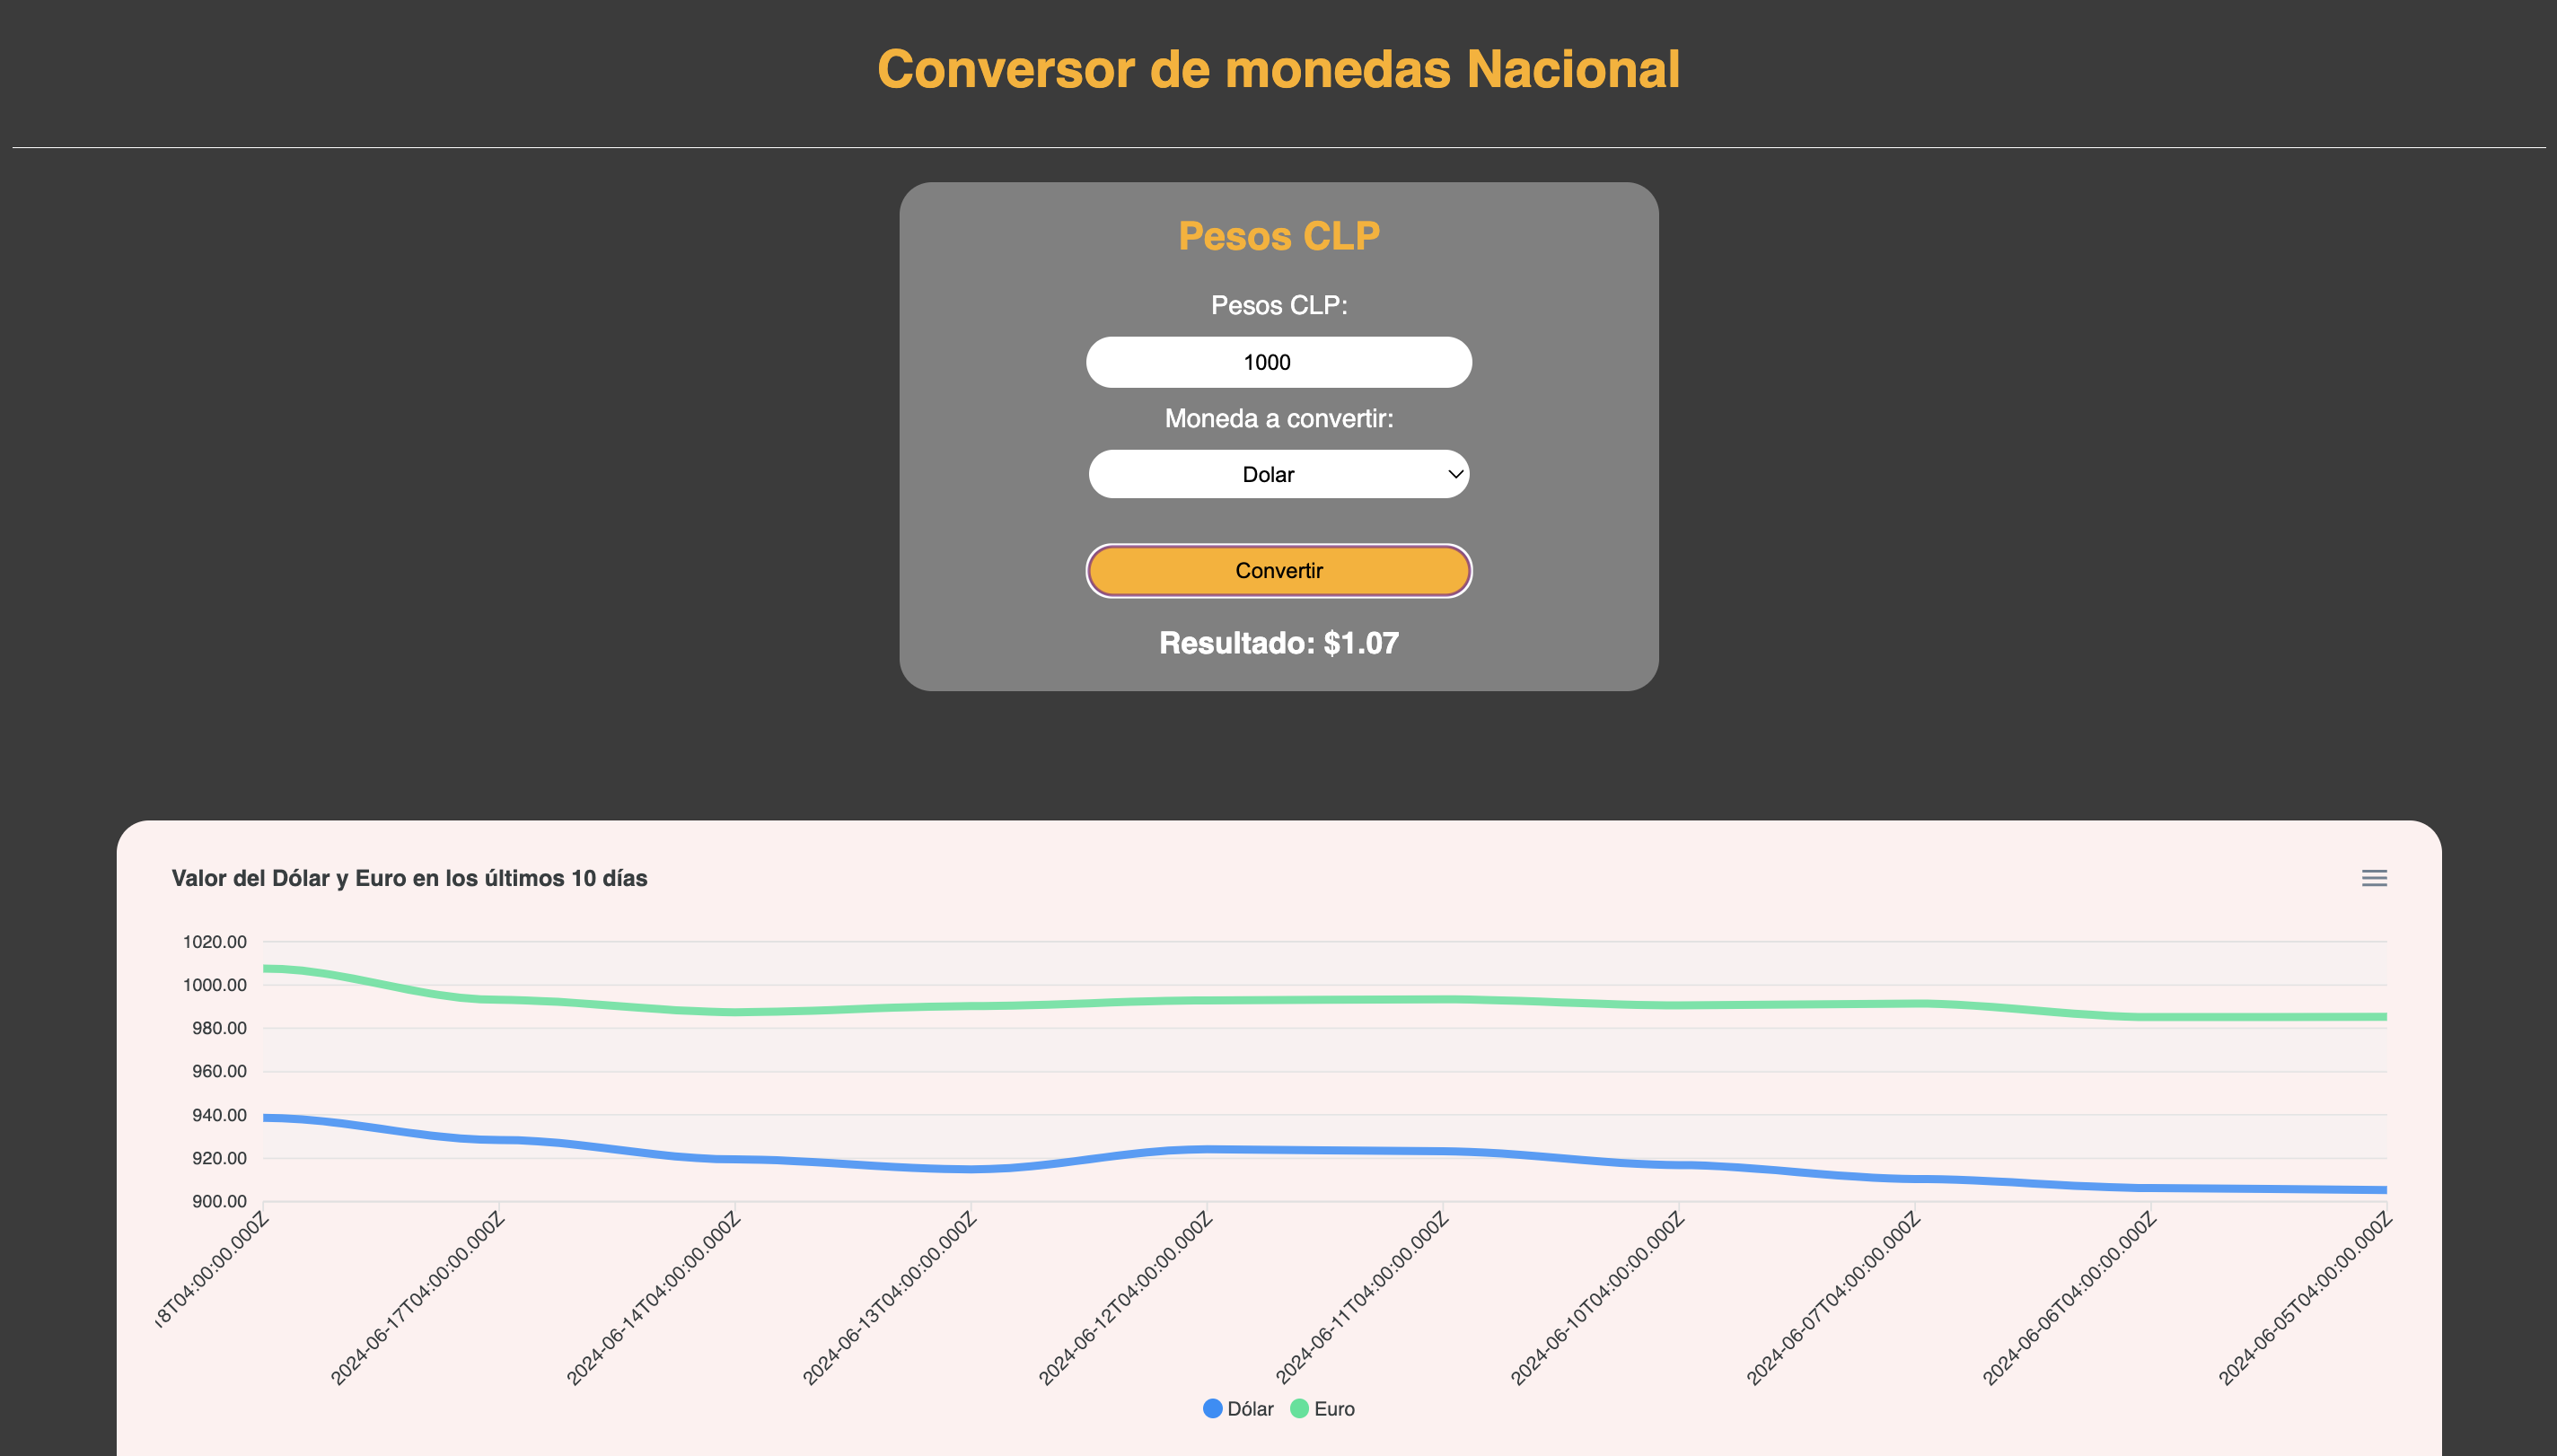 Conversor de monedas Nacional
Pesos CLP
Pesos CLP:
1000
Moneda a convertir:
Dolar
Convertir
Resultado: $1.07
Valor del Dólar y Euro en los últimos 10 días
1020.00
1000.00
980.00
960.00
940.00
920.00
900.00
8T04:00:00.000Z
2024-06-17T04:00:00.000Z
2024-06-14T04:00:00.000Z
2024-06-13T04:00:00.000Z
2024-06-12T04:00:00.000Z
2024-06-11T04:00:00.000Z
2024-06-10T04:00:00.000Z
2024-06-07T04:00:00.000Z
2024-06-06T04:00:00.000Z
2024-06-05T04:00:00.000Z
Dólar
Euro